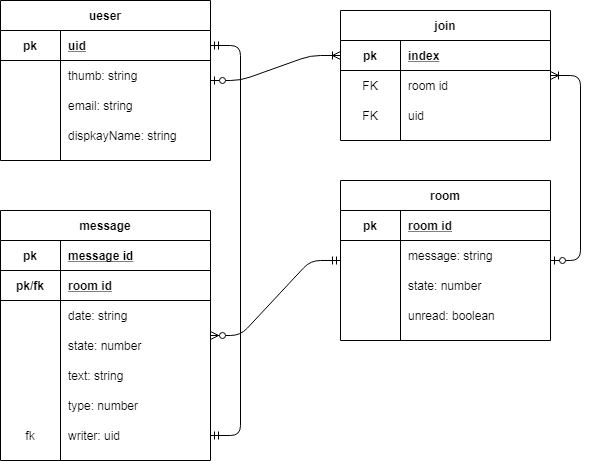 ueser
pk uid
thumb: string
email: string
dispkayName: string
join
pk index
FK room id
FK uid
message
pk message id
pk/fk room id
date: string
state: number
text: string
type: number
fk writer: uid
room
pk room id
message: string
state: number
unread: boolean